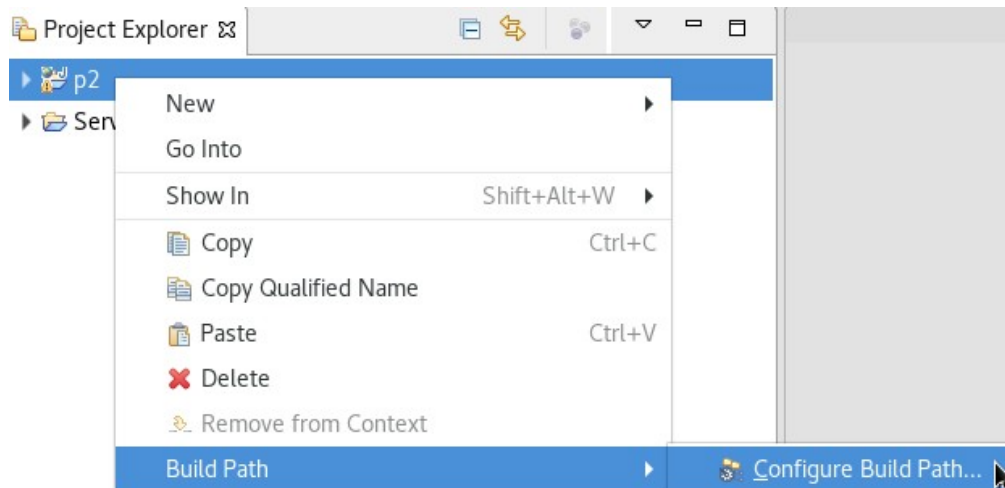 Project Explorer
p2
Serv
New
Go Into
Show In Shift+Alt+W
Copy Ctrl+C
Copy Qualified Name
Paste Ctrl+V
Delete
Remove from Context
Build Path
Configure Build Path...